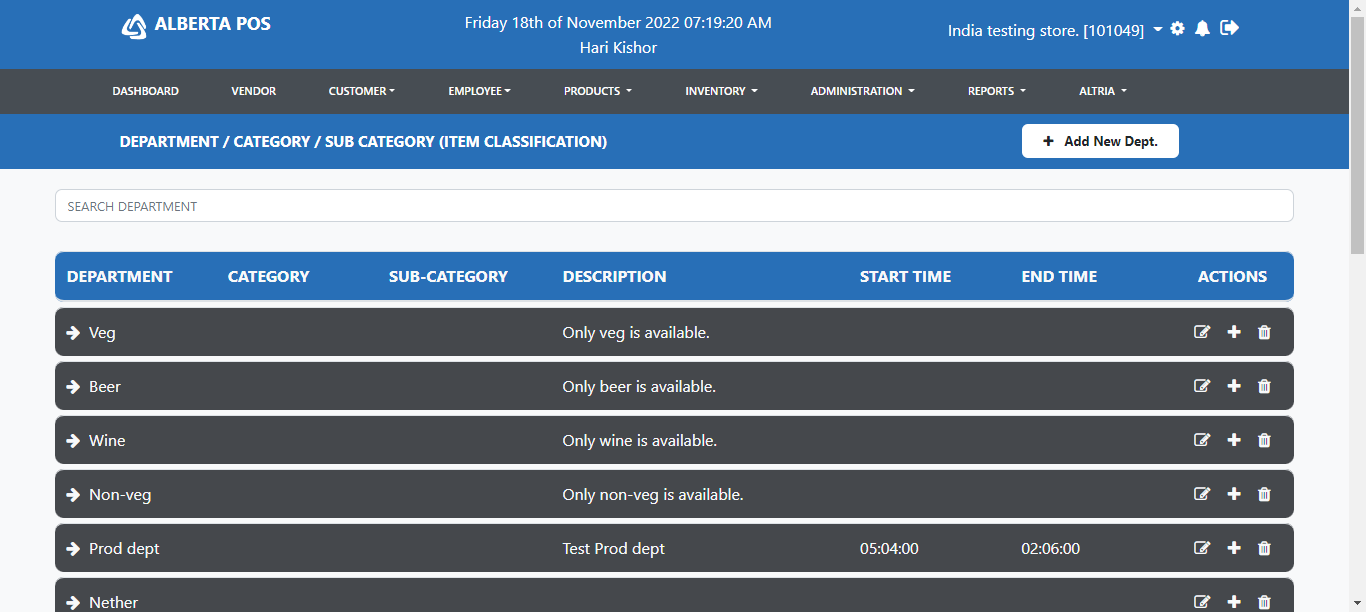 ALBERTA POS
Friday 18th of November 2022 07:19:20 AM
Hari Kishor
India testing store. [101049]
DASHBOARD VENDOR CUSTOMER EMPLOYEE PRODUCTS INVENTORY ADMINISTRATION REPORTS ALTRIA
DEPARTMENT / CATEGORY / SUB CATEGORY (ITEM CLASSIFICATION)
+ Add New Dept.
SEARCH DEPARTMENT
DEPARTMENT CATEGORY SUB-CATEGORY DESCRIPTION START TIME END TIME ACTIONS
Veg Only veg is available.
Beer Only beer is available.
Wine Only wine is available.
Non-veg Only non-veg is available.
Prod dept Test Prod dept 05:04:00 02:06:00
Nether